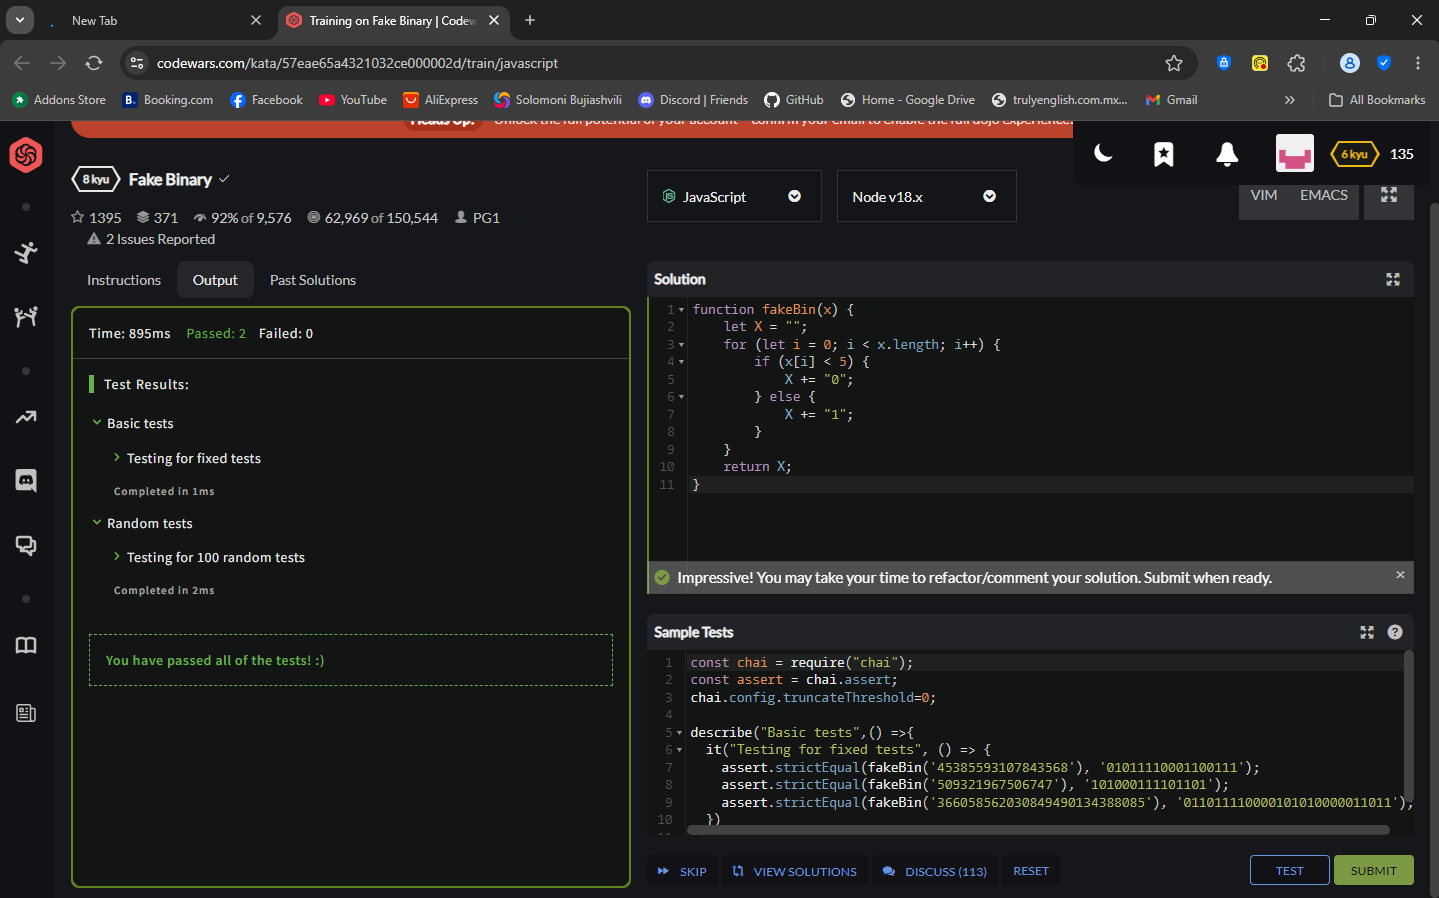 New Tab
Training on Fake Binary | Codew
codewars.com/kata/57eae65a4321032ce000002d/train/javascript
Addons Store
Booking.com
Facebook
YouTube
AliExpress
Solomoni Bujiashvili
Discord | Friends
GitHub
Home - Google Drive
trulyenglish.com.mx...
Gmail
All Bookmarks
Heads Up! Unlock the full potential of your account - confirm your email to enable the full dojo experience.
6 kyu 135
8 kyu Fake Binary
1395 371 92% of 9,576 62,969 of 150,544 PG1
2 Issues Reported
JavaScript
Node v18.x
VIM EMACS
Instructions Output Past Solutions
Time: 895ms Passed: 2 Failed: 0
Test Results:
Basic tests
Testing for fixed tests
Completed in 1ms
Random tests
Testing for 100 random tests
Completed in 2ms
You have passed all of the tests! :)
Solution
1 function fakeBin(x) {
2 let X = "";
3 for (let i = 0; i < x.length; i++) {
4 if (x[i] < 5) {
5 X += "0";
6 } else {
7 X += "1";
8 }
9 }
10 return X;
11 }
Impressive! You may take your time to refactor/comment your solution. Submit when ready.
Sample Tests
1 const chai = require("chai");
2 const assert = chai.assert;
3 chai.config.truncateThreshold=0;
4
5 describe("Basic tests",() =>{
6 it("Testing for fixed tests", () => {
7 assert.strictEqual(fakeBin('45385593107843568'), '01011110001100111');
8 assert.strictEqual(fakeBin('509321967506747'), '101000111101101');
9 assert.strictEqual(fakeBin('366058562030849490134388085'), '011011110000101010000011011');
10 })
SKIP
VIEW SOLUTIONS
DISCUSS (113)
RESET
TEST
SUBMIT